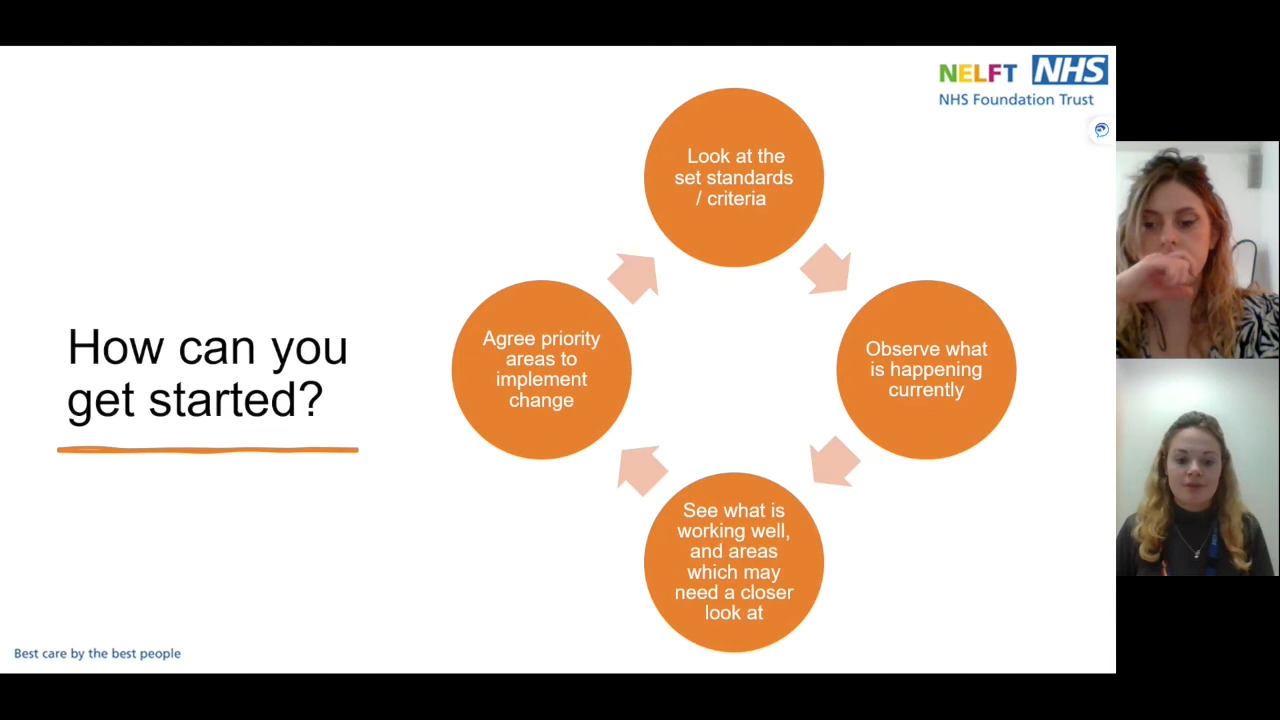 NELFT NHS
NHS Foundation Trust
How can you
get started?
Look at the
set standards
/ criteria
Observe what
is happening
currently
See what is
working well,
and areas
which may
need a closer
look at
Agree priority
areas to
implement
change
Best care by the best people